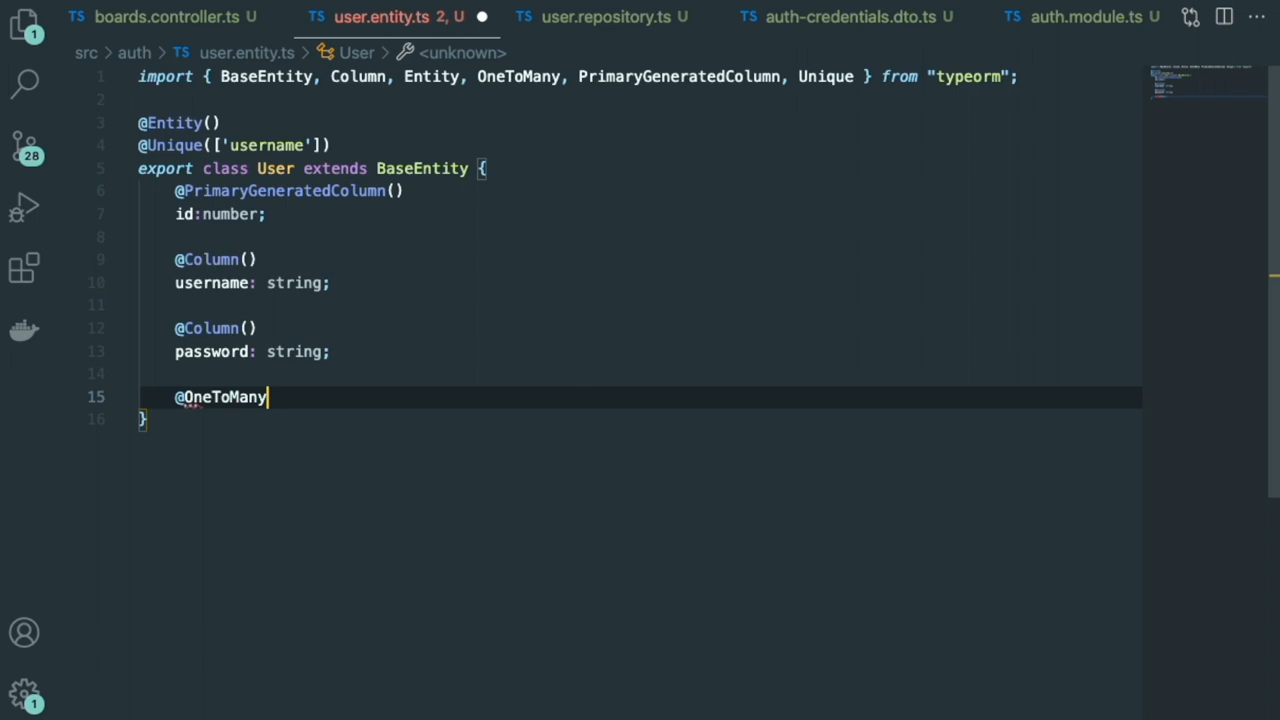 1
TS boards.controller.ts U
TS user.entity.ts 2, U
TS user.repository.ts U
TS auth-credentials.dto.ts U
TS auth.module.ts U
src > auth > TS user.entity.ts > User > <unknown>
28
1
1 import { BaseEntity, Column, Entity, OneToMany, PrimaryGeneratedColumn, Unique } from "typeorm";
2
3 @Entity()
4 @Unique(['username'])
5 export class User extends BaseEntity {
6 @PrimaryGeneratedColumn()
7 id:number;
8
9 @Column()
10 username: string;
11
12 @Column()
13 password: string;
14
15 @OneToMany
16 }